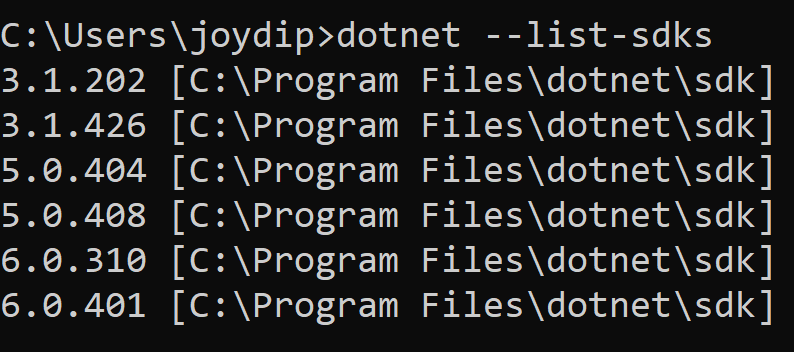 C:\Users\joydip>dotnet --list-sdks
3.1.202 [C:\Program Files\dotnet\sdk]
3.1.426 [C:\Program Files\dotnet\sdk]
5.0.404 [C:\Program Files\dotnet\sdk]
5.0.408 [C:\Program Files\dotnet\sdk]
6.0.310 [C:\Program Files\dotnet\sdk]
6.0.401 [C:\Program Files\dotnet\sdk]